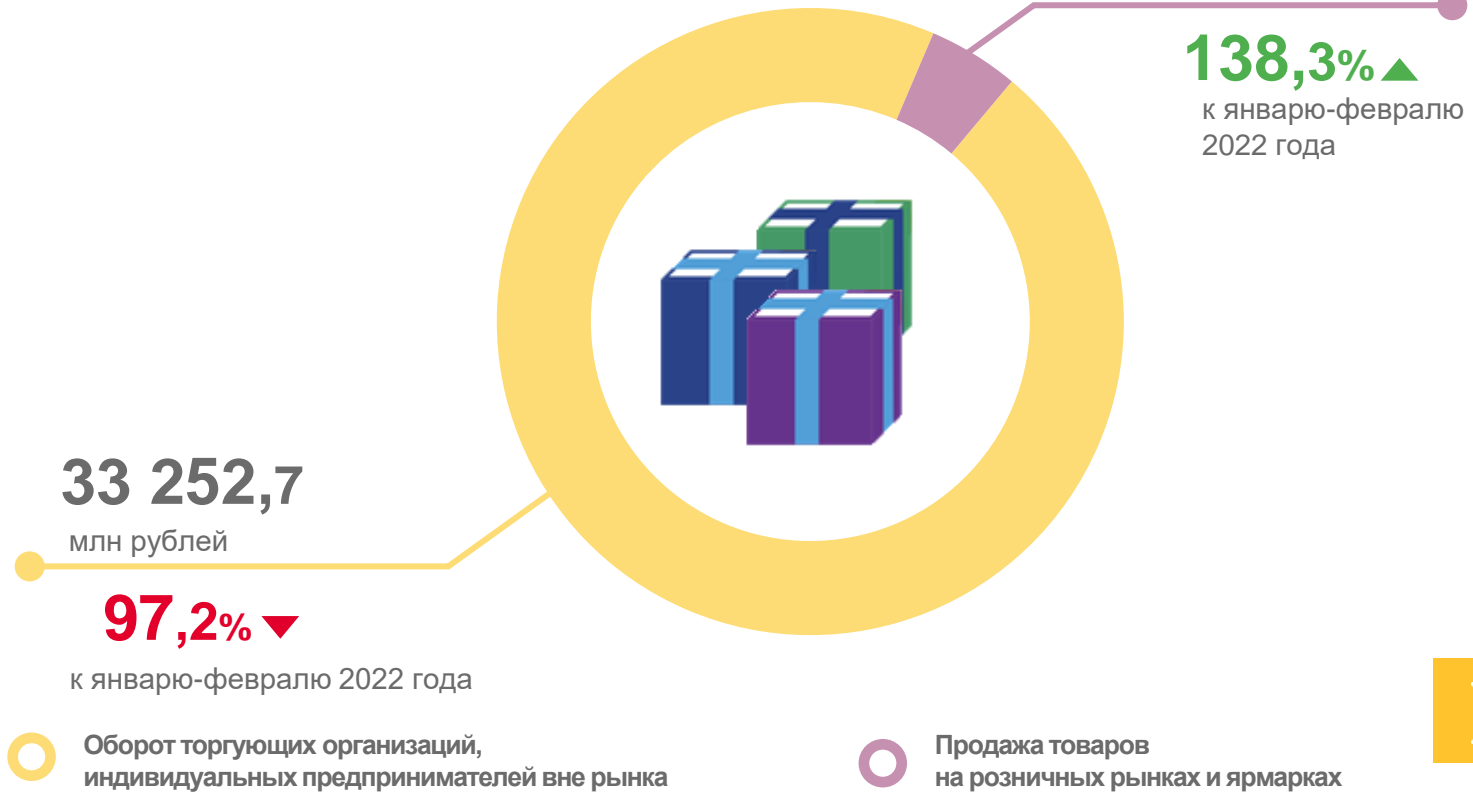 138,3%
к январю-февралю
2022 года
33 252,7
млн рублей
97,2%
к январю-февралю 2022 года
Оборот торгующих организаций,
индивидуальных предпринимателей вне рынка
Продажа товаров
на розничных рынках и ярмарках